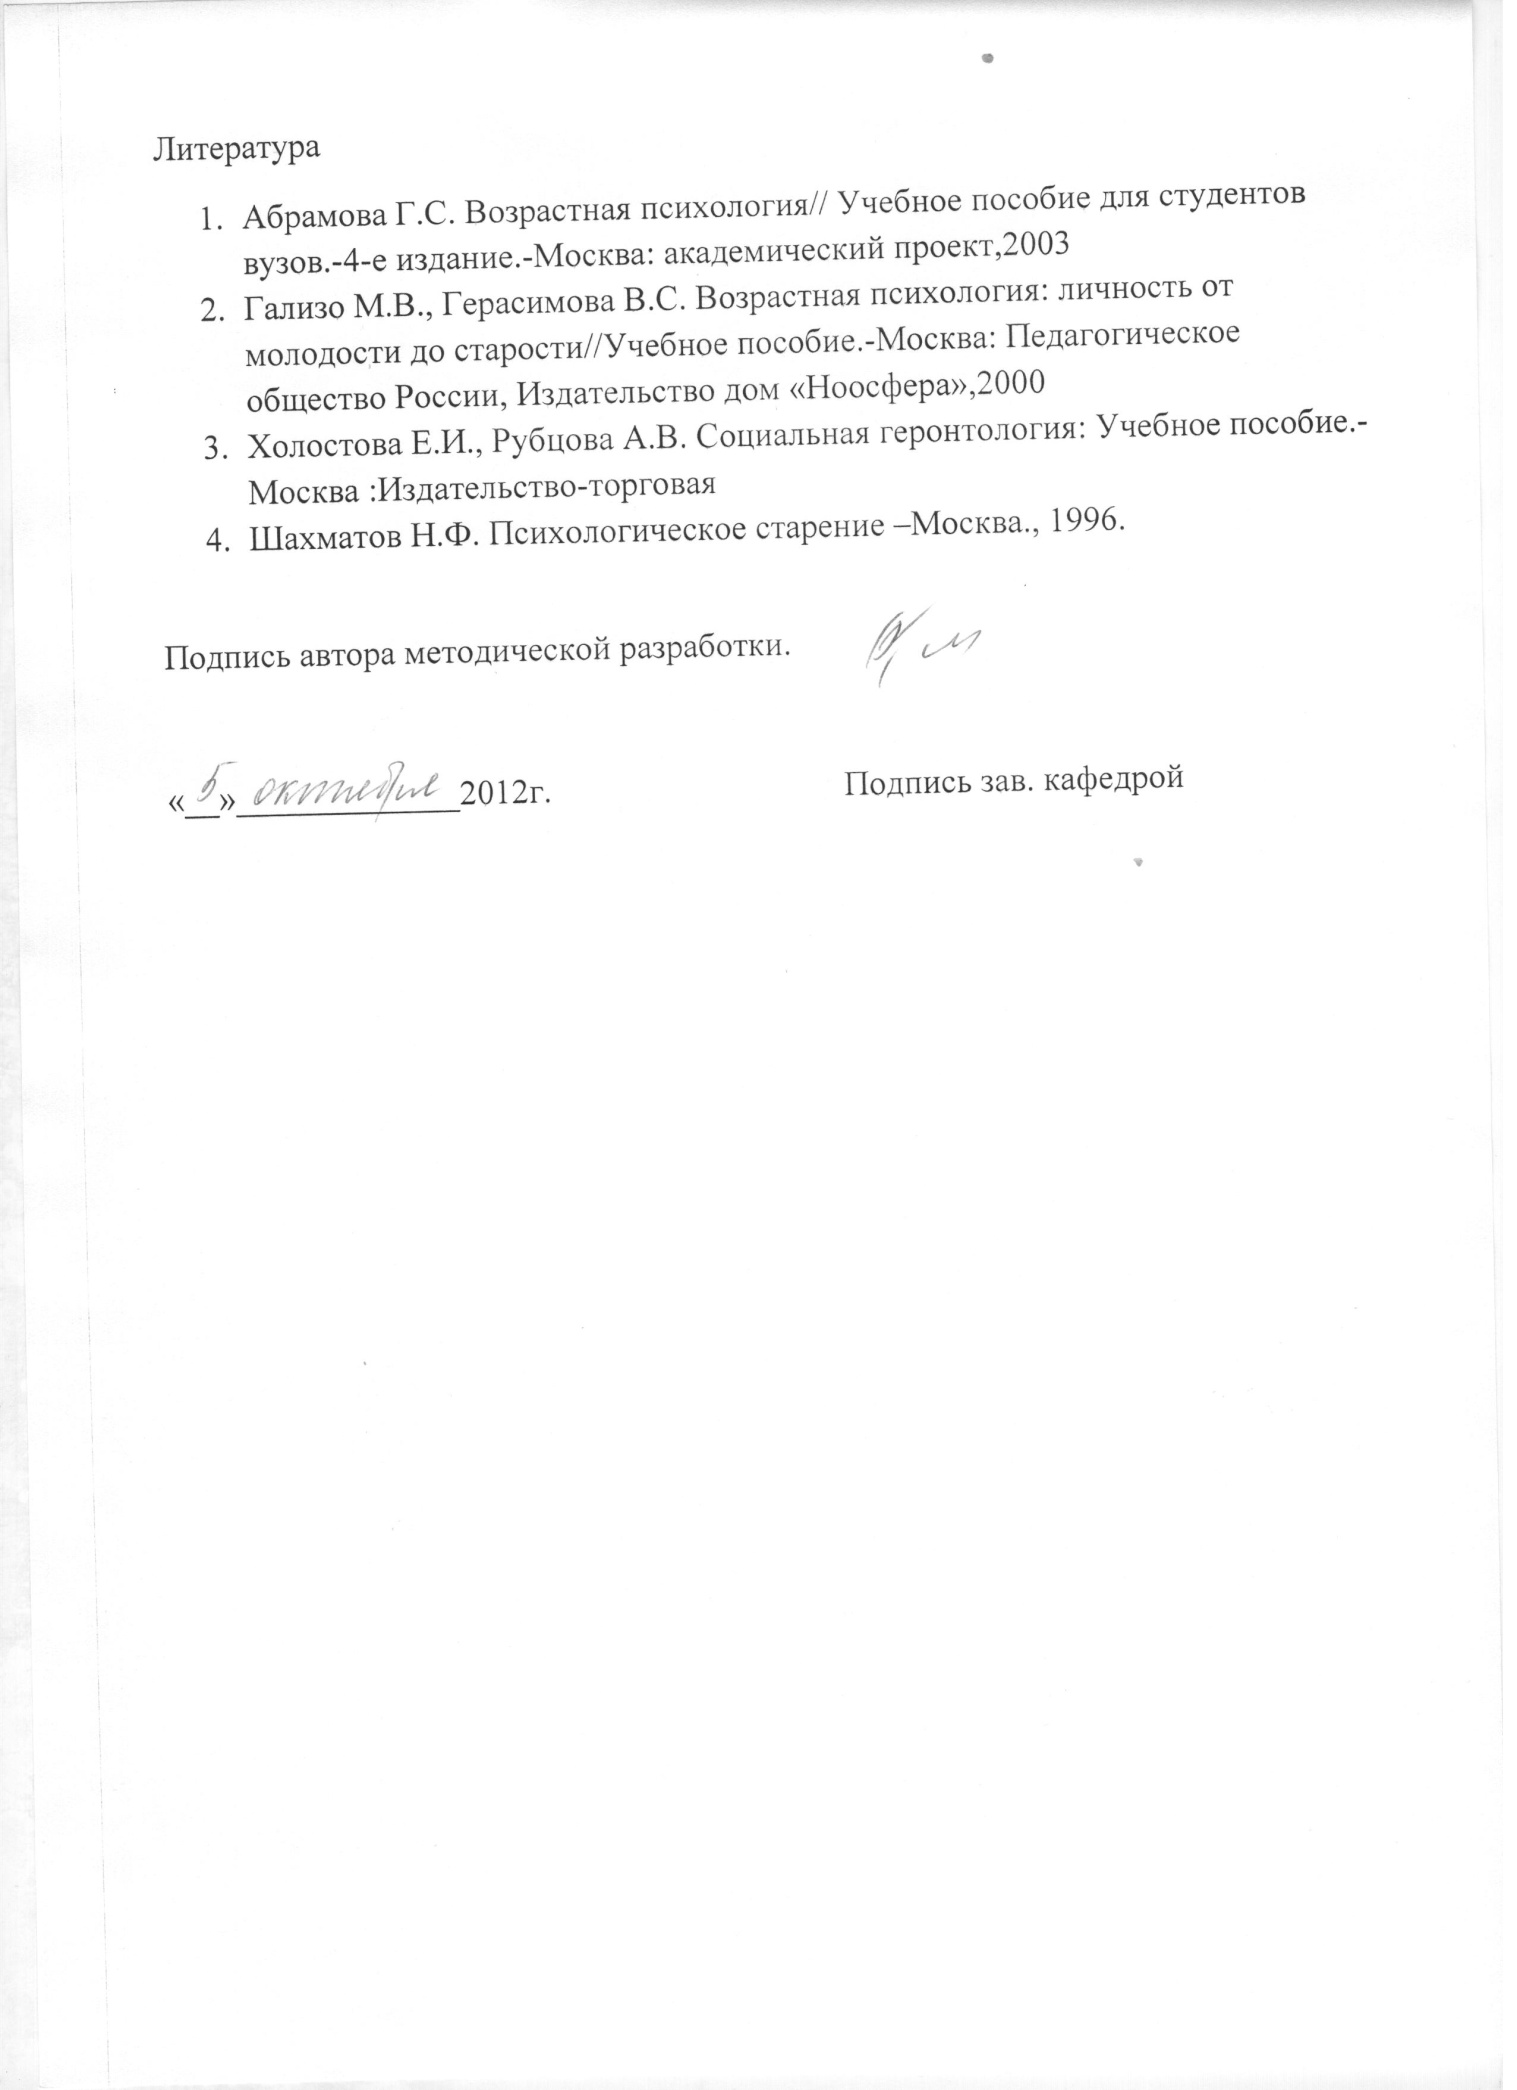 Литература
1. Абрамова Г.С. Возрастная психология// Учебное пособие для студентов
вузов.-4-е издание.-Москва: академический проект,2003
2. Гализо М.В., Герасимова В.С. Возрастная психология: личность от
молодости до старости//Учебное пособие.-Москва: Педагогическое
общество России, Издательство дом «Ноосфера»,2000
3. Холостова Е.И., Рубцова А.В. Социальная геронтология: Учебное пособие.-
Москва :Издательство-торговая
4. Шахматов Н.Ф. Психологическое старение –Москва., 1996.
Подпись автора методической разработки.
«5» октября 2012г. Подпись зав. кафедрой